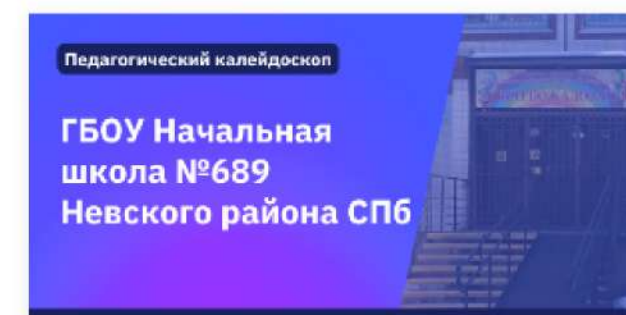 Педагогический калейдоскоп
ГБОУ Начальная
школа №689
Невского района СПб